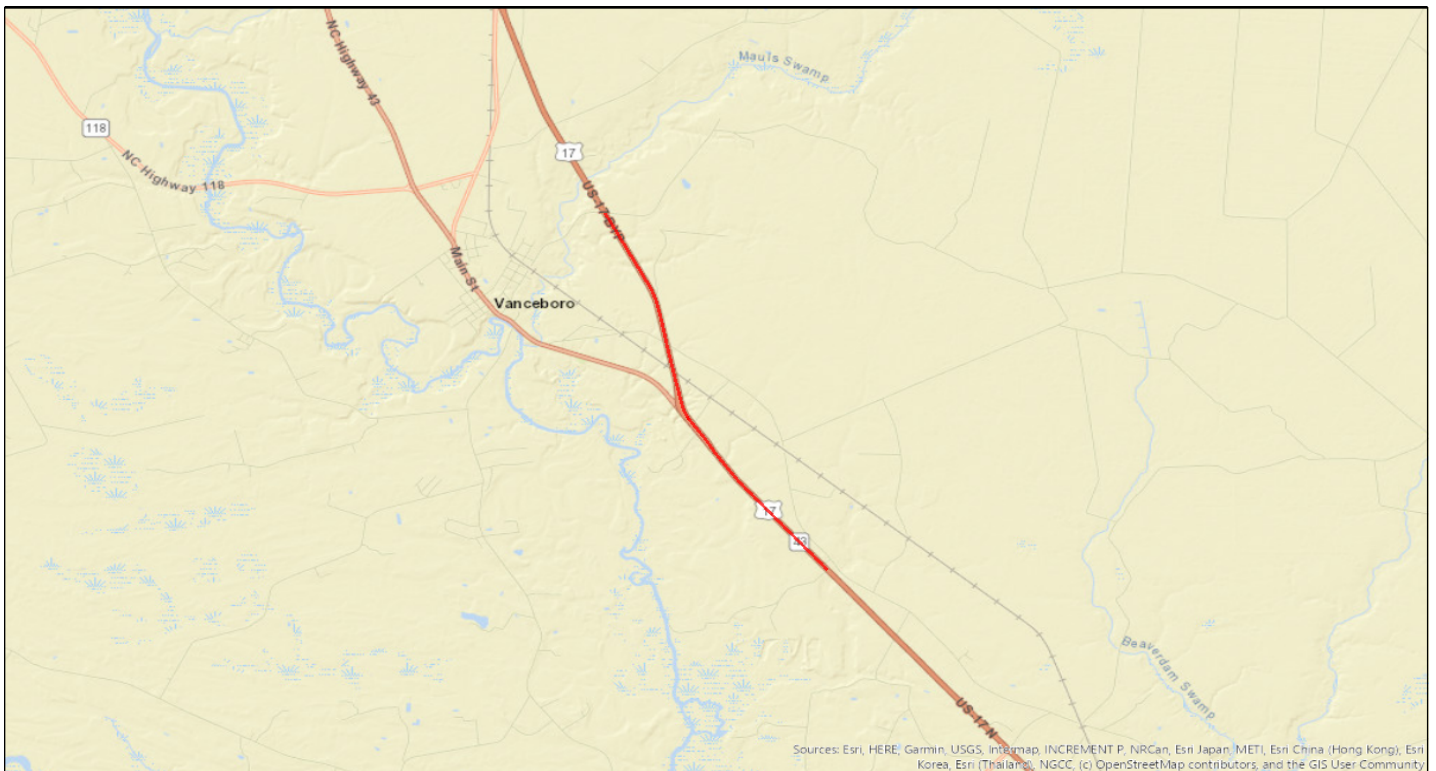 NC Highway 43
Mauls Swamp
118
17
NC Highway 118
US-17-BYP
Main St
Vanceboro
17
43
Beaverdam Swamp
US-17 N
Sources: Esri, HERE, Garmin, USGS, Intermap, INCREMENT P, NRCan, Esri Japan, METI, Esri China (Hong Kong), Esri
Korea, Esri (Thailand), NGCC, (c) OpenStreetMap contributors, and the GIS User Community